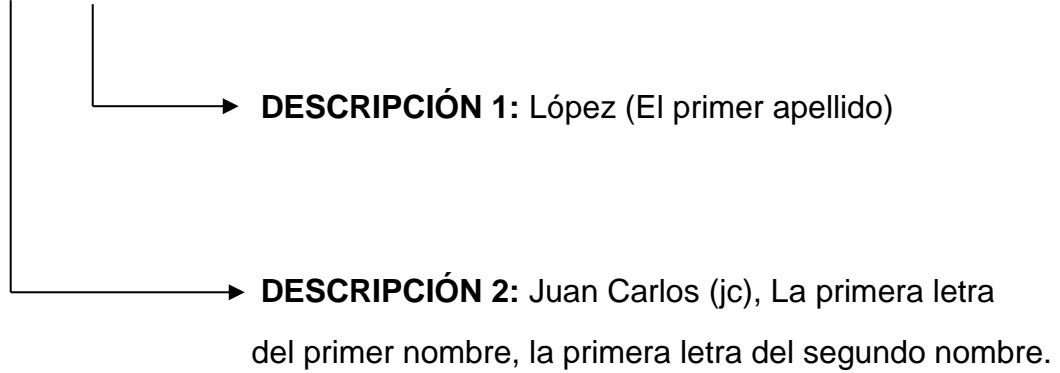 DESCRIPCIÓN 1: López (El primer apellido)
DESCRIPCIÓN 2: Juan Carlos (jc), La primera letra
del primer nombre, la primera letra del segundo nombre.